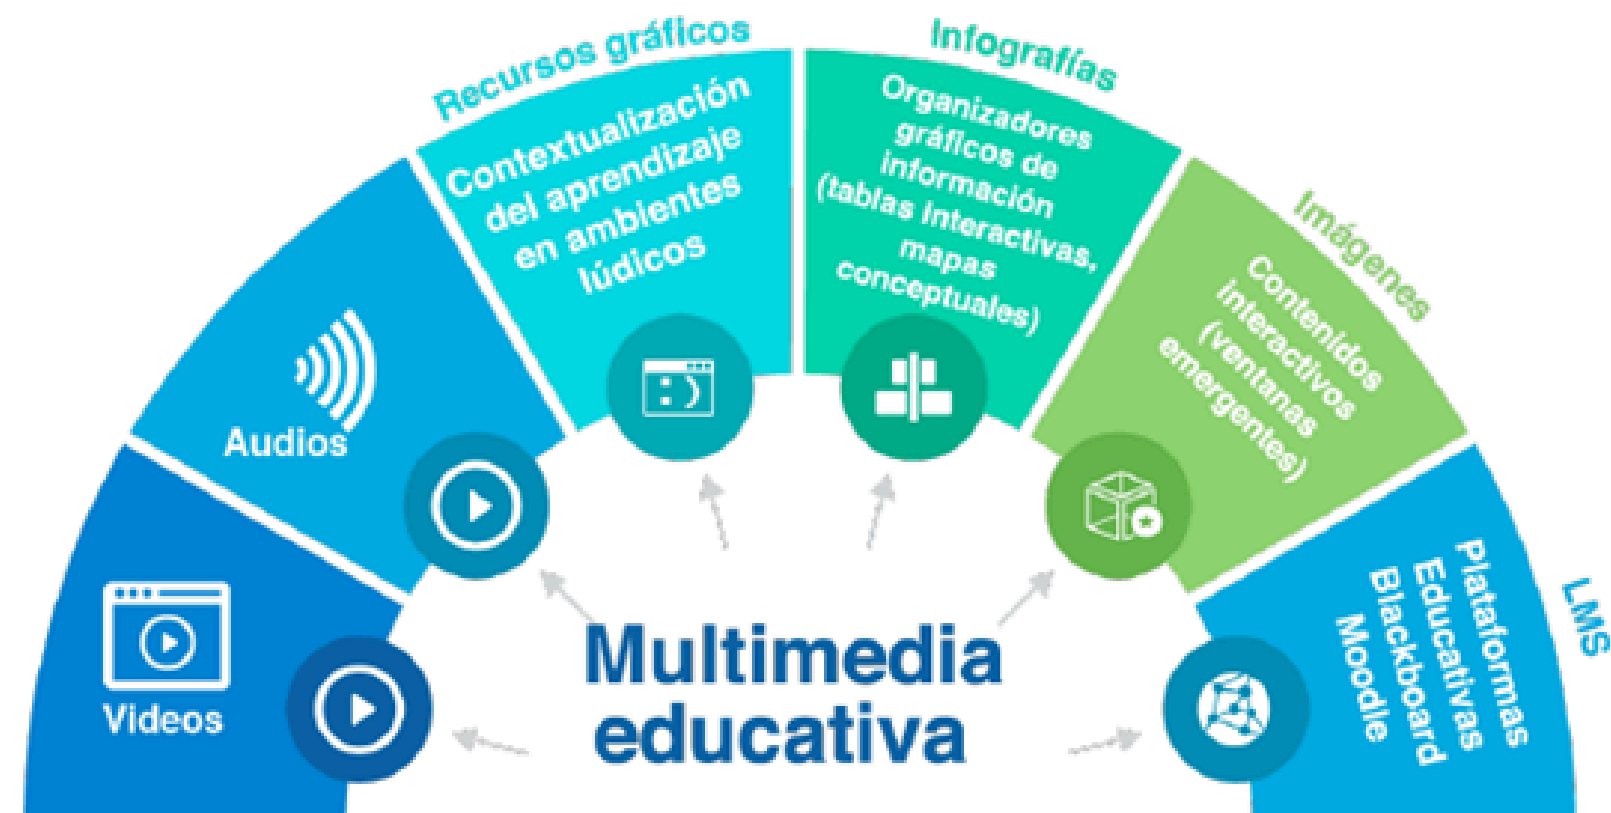 Recursos gráficos
Contextualización
del aprendizaje
en ambientes
lúdicos
Infografías
Organizadores
gráficos de
información
(tablas interactivas,
mapas
conceptuales)
Imágenes
Contenidos
interactivos
(ventanas
emergentes)
LMS
Plataformas
Educativas
Blackboard
Moodle
Audios
Videos
Multimedia
educativa